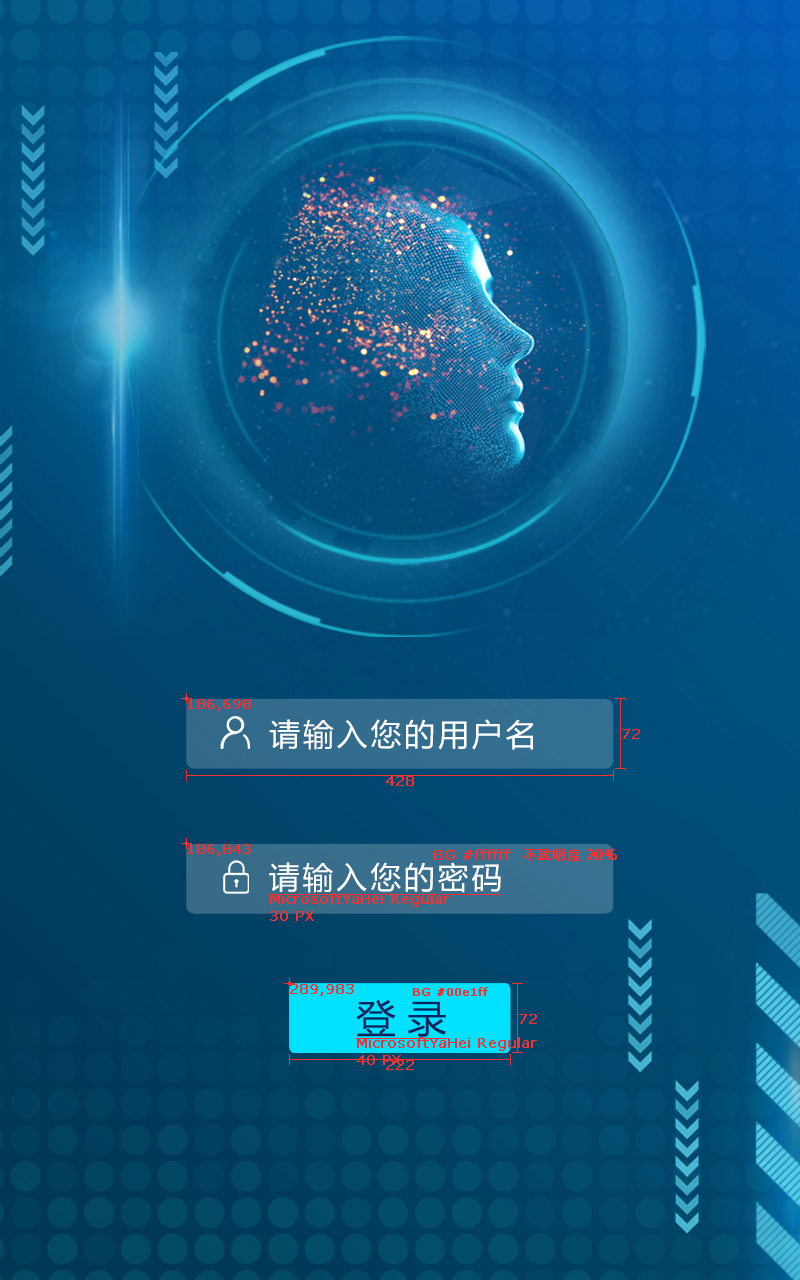 186,698
请输入您的用户名
72
428
186,843
BG #ffffff 不透明度 20%
请输入您的密码
MicrosoftYaHei Regular
30 PX
289,983
BG #00e1ff
登录
72
MicrosoftYaHei Regular
40 PX
222